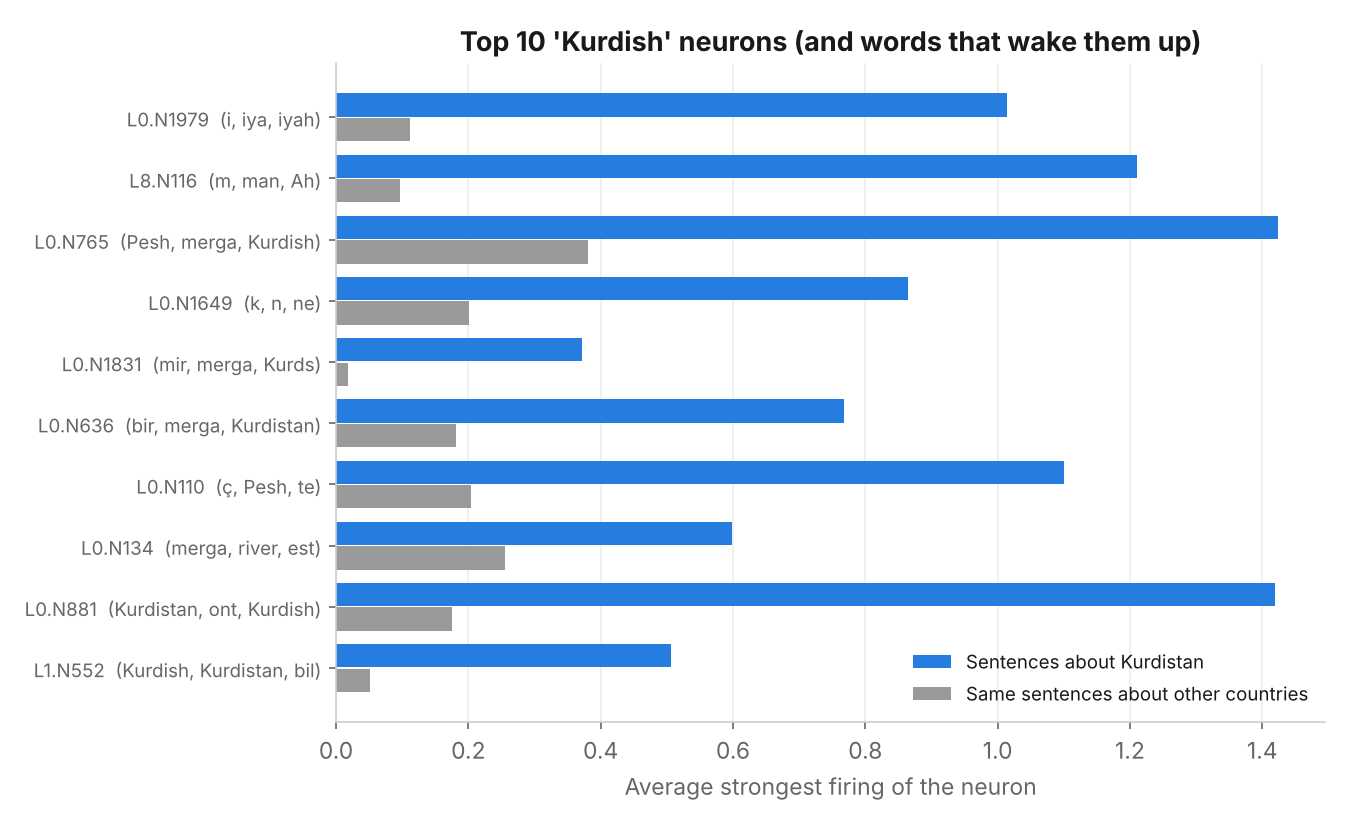 Top 10 'Kurdish' neurons (and words that wake them up)
L0.N1979 (i, iya, iyah)
L8.N116 (m, man, Ah)
L0.N765 (Pesh, merga, Kurdish)
L0.N1649 (k, n, ne)
L0.N1831 (mir, merga, Kurds)
L0.N636 (bir, merga, Kurdistan)
L0.N110 (ç, Pesh, te)
L0.N134 (merga, river, est)
L0.N881 (Kurdistan, ont, Kurdish)
L1.N552 (Kurdish, Kurdistan, bil)
Sentences about Kurdistan
Same sentences about other countries
0.0 0.2 0.4 0.6 0.8 1.0 1.2 1.4
Average strongest firing of the neuron